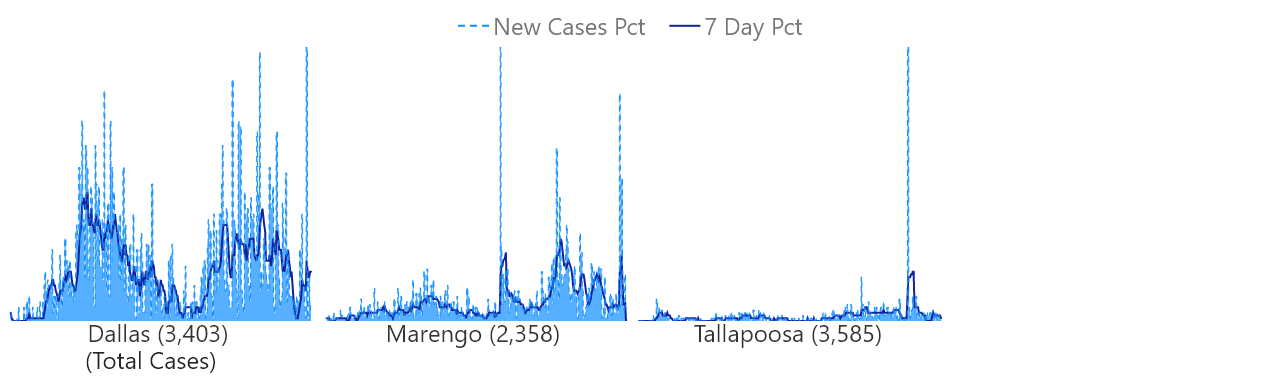 New Cases Pct 7 Day Pct
Dallas (3,403) Marengo (2,358) Tallapoosa (3,585)
(Total Cases)